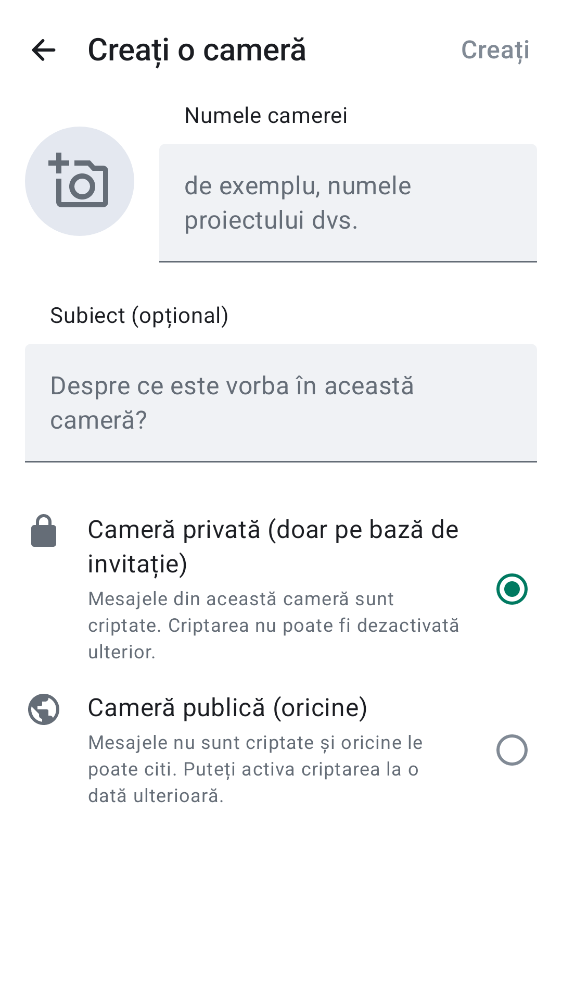 Creați o cameră
Creați
Numele camerei
de exemplu, numele
proiectului dvs.
Subiect (opțional)
Despre ce este vorba în această
cameră?
Cameră privată (doar pe bază de
invitație)
Mesajele din această cameră sunt
criptate. Criptarea nu poate fi dezactivată
ulterior.
Cameră publică (oricine)
Mesajele nu sunt criptate și oricine le
poate citi. Puteți activa criptarea la o
dată ulterioară.